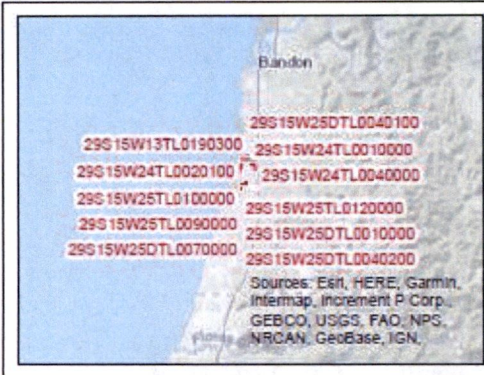 Bandon
29S15W25DTL0040100
29S15W13TL0190300
29S15W24TL0010000
29S15W24TL0020100
29S15W24TL0040000
29S15W25TL0100000
29S15W25TL0120000
29S15W25TL0090000
29S15W25DTL0010000
29S15W25DTL0070000
29S15W25DTL0040200
Sources: Esri, HERE, Garmin,
Intermap, increment P Corp.,
GEBCO, USGS, FAO, NPS,
NRCAN, GeoBase, IGN,